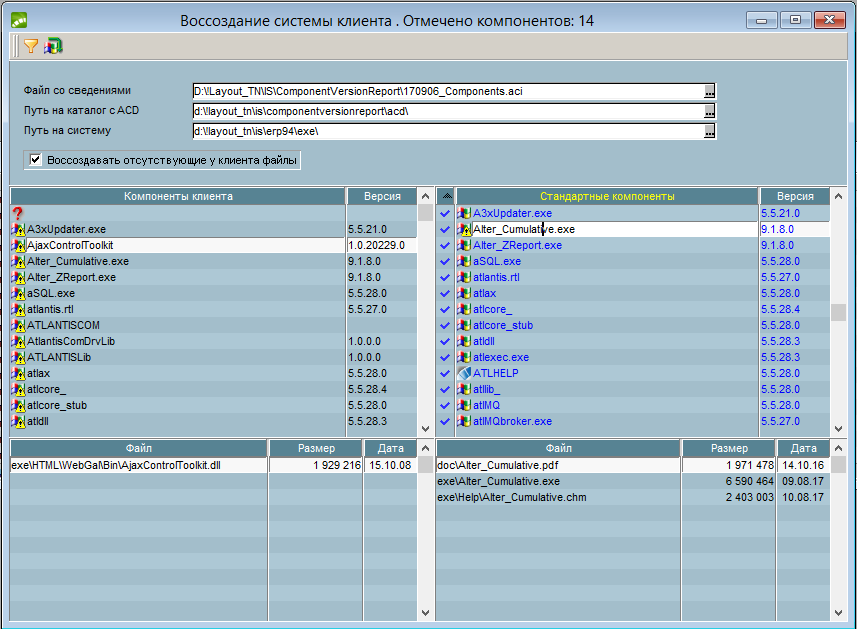 Воссоздание системы клиента . Отмечено компонентов: 14
Файл со сведениями D:\!Layout_TN\IS\ComponentVersionReport\170906_Components.aci ...
Путь на каталог с ACD d:\!layout_tn\is\componentversionreport\acd\ ...
Путь на систему d:\!layout_tn\is\erp94\exe\ ...
Воссоздавать отсутствующие у клиента файлы
Компоненты клиента Версия
?
A3xUpdater.exe 5.5.21.0
AjaxControlToolkit 1.0.20229.0
Alter_Cumulative.exe 9.1.8.0
Alter_ZReport.exe 9.1.8.0
aSQL.exe 5.5.28.0
atlantis.rtl 5.5.27.0
ATLANTISCOM
AtlantisComDrvLib 1.0.0.0
ATLANTISLib 1.0.0.0
atlax 5.5.28.0
atlcore_ 5.5.28.4
atlcore_stub 5.5.28.0
atldll 5.5.28.3
Стандартные компоненты Версия
A3xUpdater.exe 5.5.21.0
Alter_Cumulative.exe 9.1.8.0
Alter_ZReport.exe 9.1.8.0
aSQL.exe 5.5.28.0
atlantis.rtl 5.5.27.0
atlax 5.5.28.0
atlcore_ 5.5.28.4
atlcore_stub 5.5.28.0
atldll 5.5.28.3
atlexec.exe 5.5.28.3
ATLHELP 5.5.28.0
atllib_ 5.5.28.0
atlMQ 5.5.28.0
atlMQbroker.exe 5.5.27.0
Файл Размер Дата
exe\HTML\WebGal\Bin\AjaxControlToolkit.dll 1 929 216 15.10.08
Файл Размер Дата
doc\Alter_Cumulative.pdf 1 971 478 14.10.16
exe\Alter_Cumulative.exe 6 590 464 09.08.17
exe\Help\Alter_Cumulative.chm 2 403 003 10.08.17